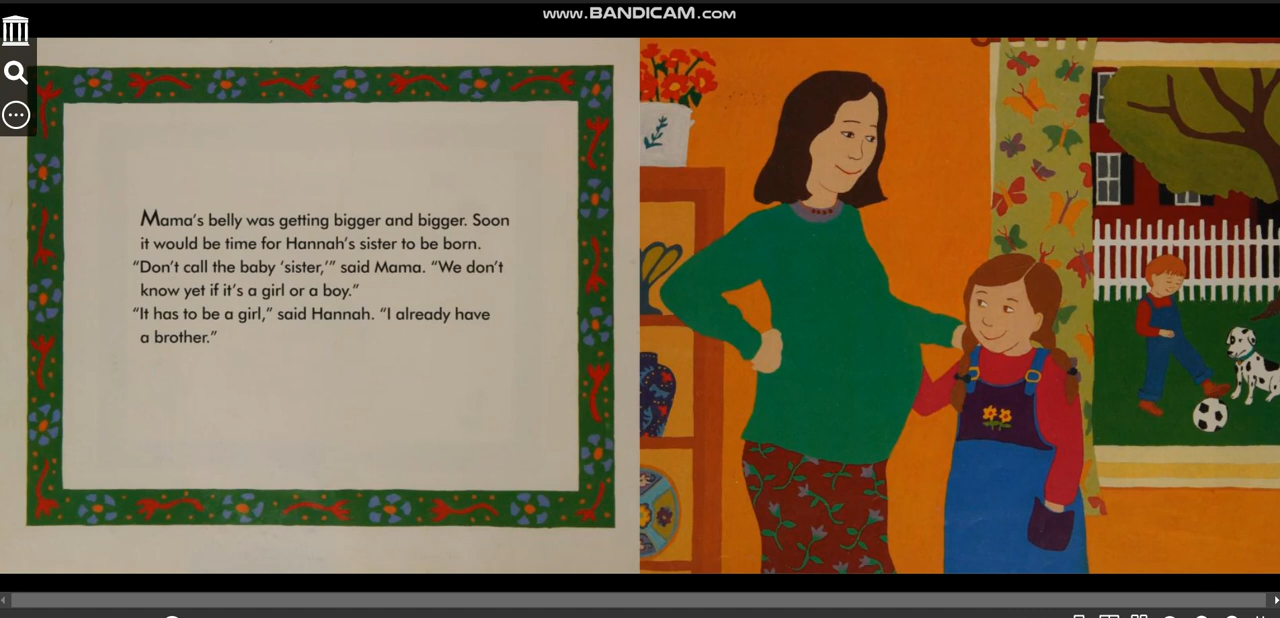 www.BANDICAM.com
Mama's belly was getting bigger and bigger. Soon
it would be time for Hannah's sister to be born.
“Don't call the baby ‘sister,’” said Mama. “We don't
know yet if it's a girl or a boy.”
“It has to be a girl,” said Hannah. “I already have
a brother.”